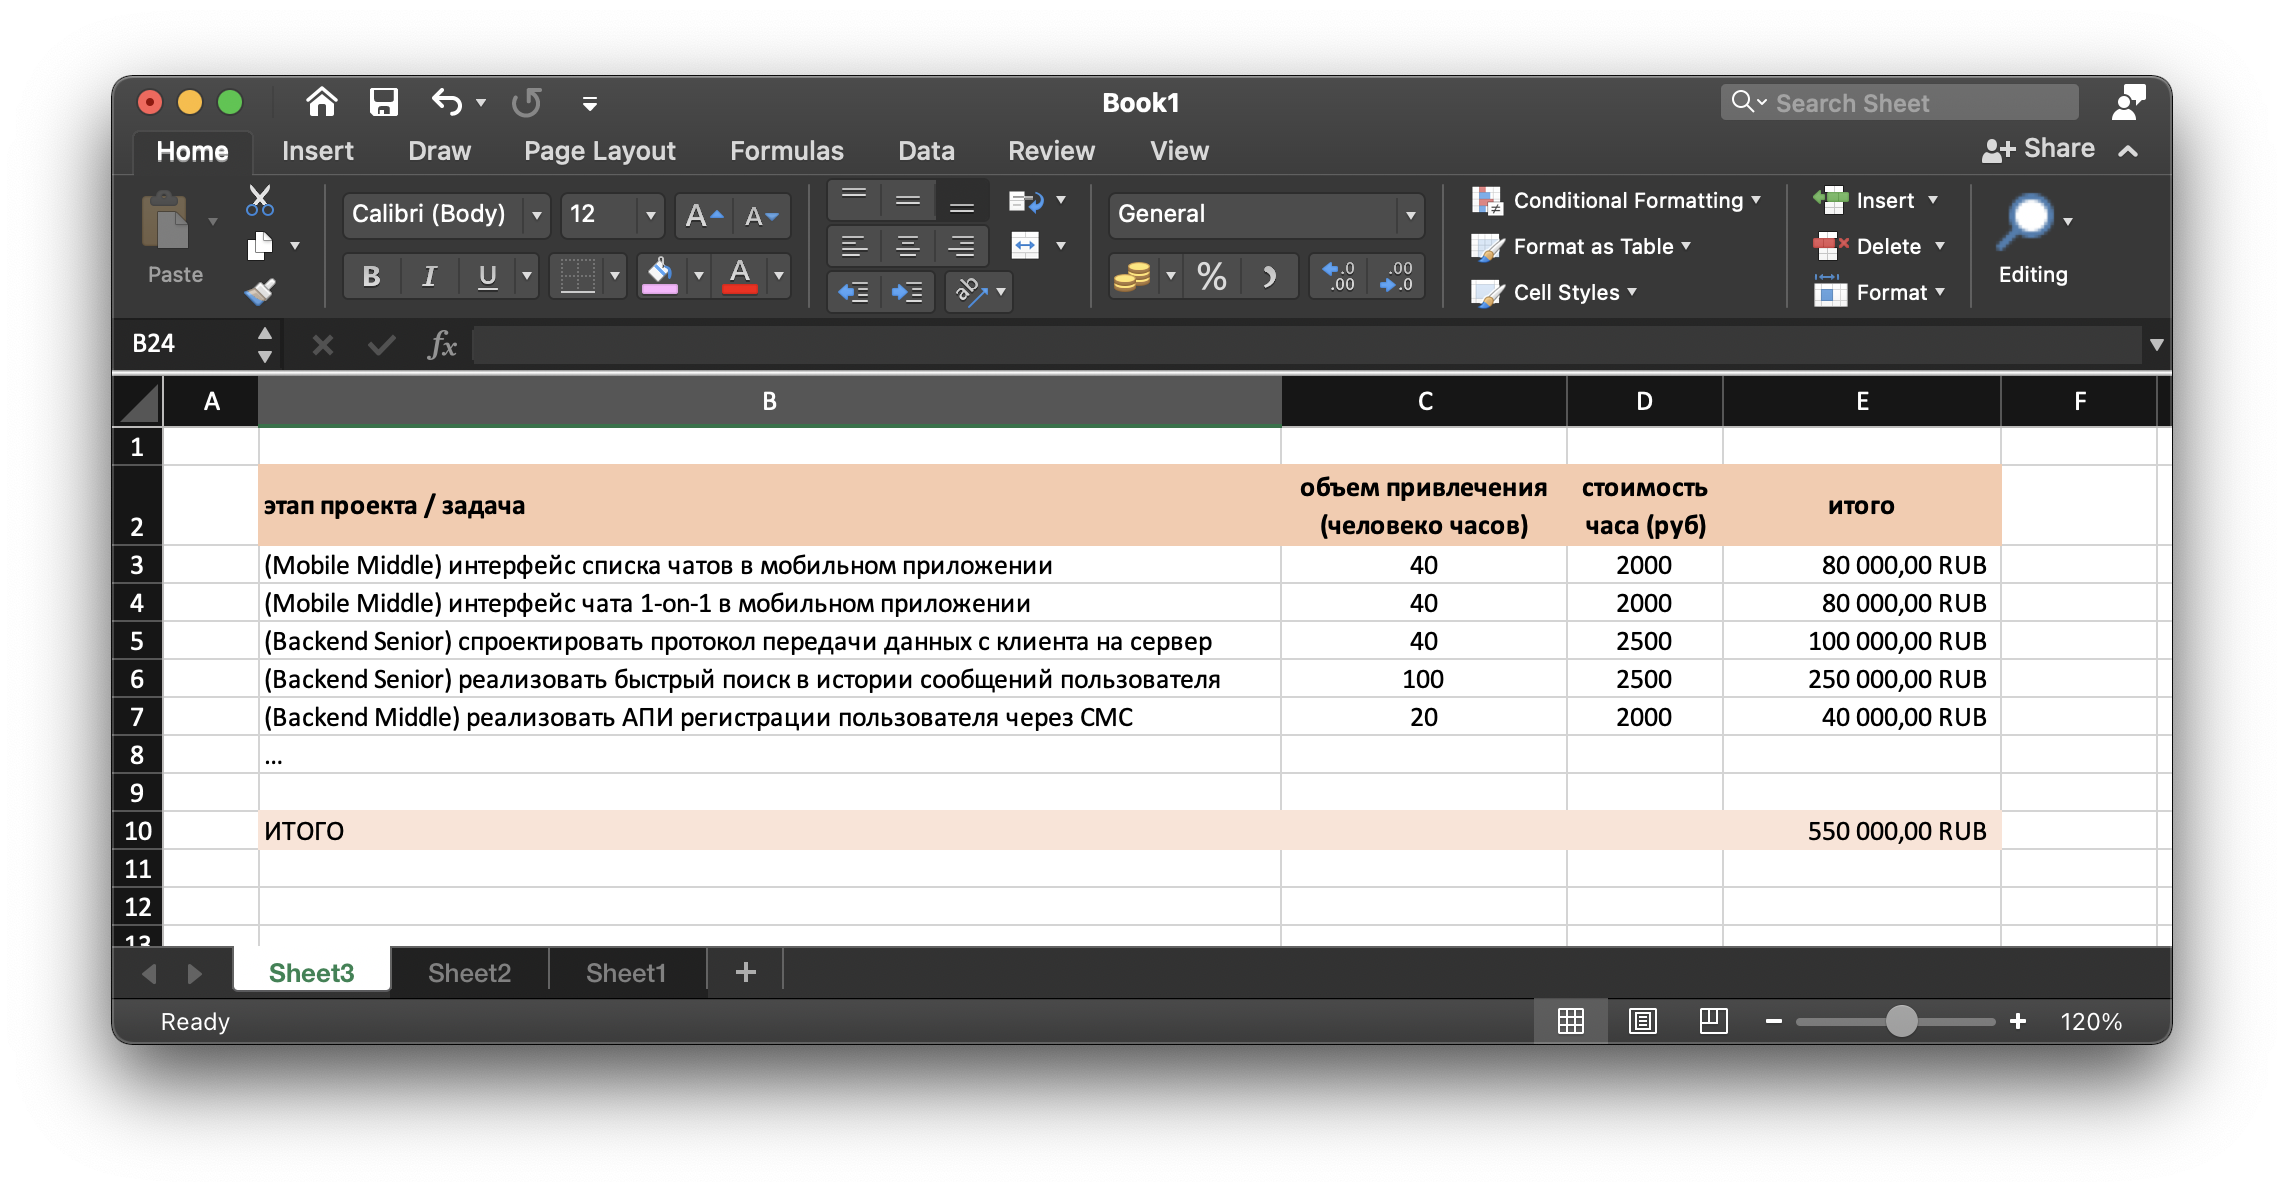 Book1
Search Sheet
Home Insert Draw Page Layout Formulas Data Review View Share
Paste
Calibri (Body) 12
General
Conditional Formatting
Format as Table
Cell Styles
Insert
Delete
Format
Editing
B I U A
B24 fx
A B C D E F
1
2 этап проекта / задача объем привлечения (человеко часов) стоимость часа (руб) итого
3 (Mobile Middle) интерфейс списка чатов в мобильном приложении 40 2000 80 000,00 RUB
4 (Mobile Middle) интерфейс чата 1-on-1 в мобильном приложении 40 2000 80 000,00 RUB
5 (Backend Senior) спроектировать протокол передачи данных с клиента на сервер 40 2500 100 000,00 RUB
6 (Backend Senior) реализовать быстрый поиск в истории сообщений пользователя 100 2500 250 000,00 RUB
7 (Backend Middle) реализовать АПИ регистрации пользователя через СМС 20 2000 40 000,00 RUB
8 ...
9
10 ИТОГО 550 000,00 RUB
11
12
13
Sheet3 Sheet2 Sheet1 +
Ready 120%